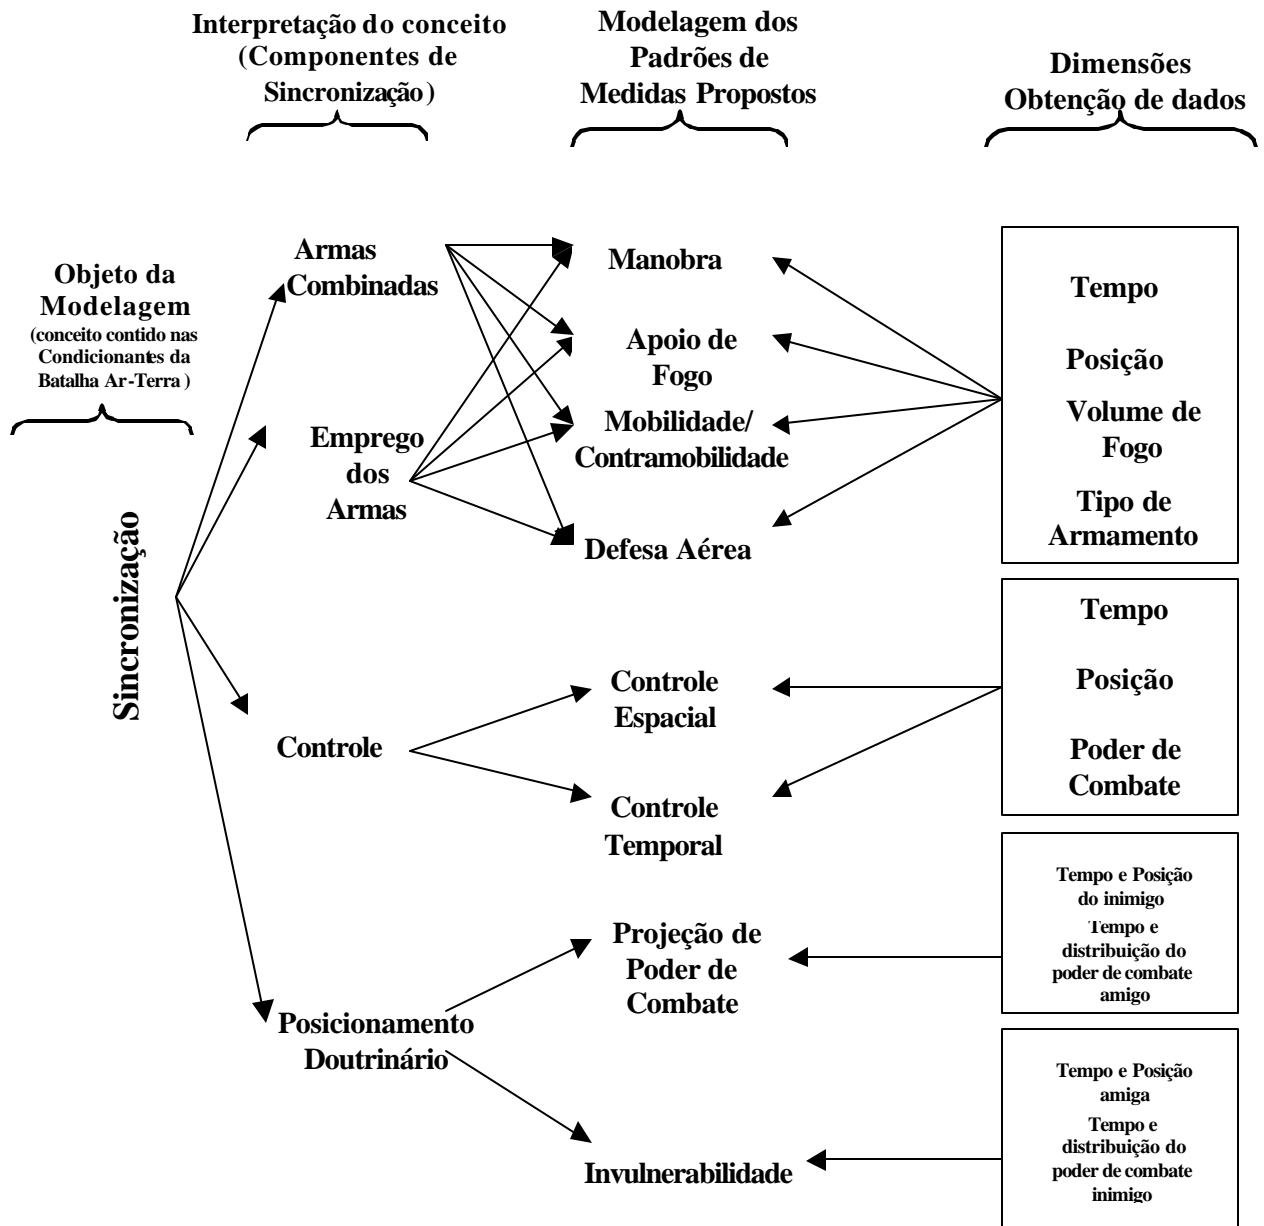 Interpretação do conceito
(Componentes de
Sincronização)
Modelagem dos
Padrões de
Medidas Propostos
Dimensões
Obtenção de dados
Objeto da
Modelagem
(conceito contido nas
Condicionantes da
Batalha Ar-Terra )
Sincronização
Armas
Combinadas
Emprego
dos
Armas
Controle
Posicionamento
Doutrinário
Manobra
Apoio de
Fogo
Mobilidade/
Contramobilidade
Defesa Aérea
Controle
Espacial
Controle
Temporal
Projeção de
Poder de
Combate
Invulnerabilidade
Tempo
Posição
Volume de
Fogo
Tipo de
Armamento
Tempo
Posição
Poder de
Combate
Tempo e Posição
do inimigo
Tempo e
distribuição do
poder de combate
amigo
Tempo e Posição
amiga
Tempo e
distribuição do
poder de combate
inimigo